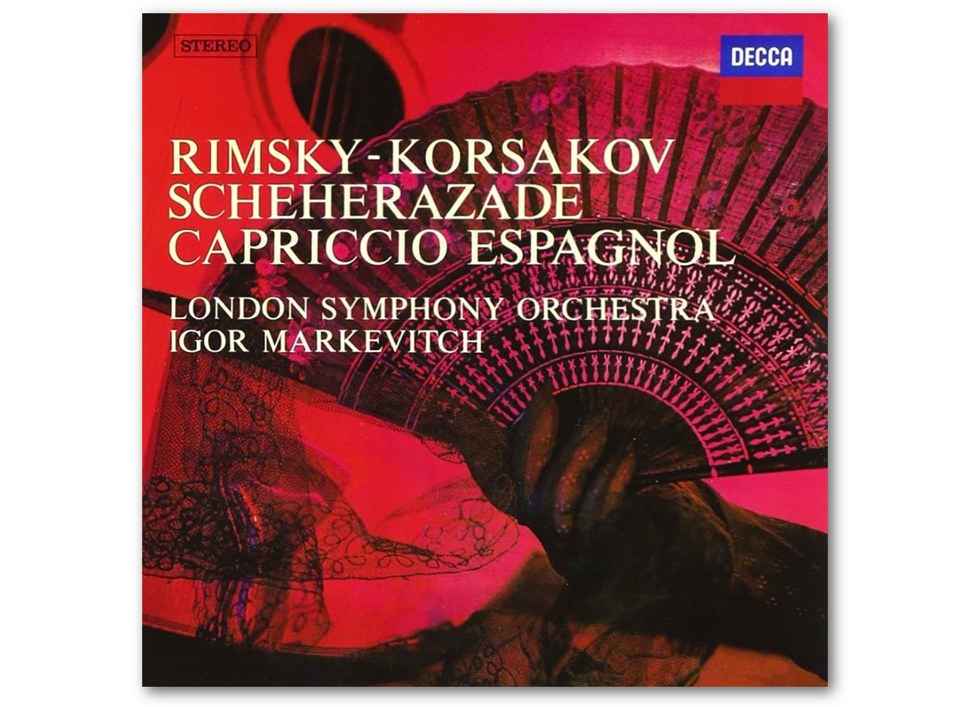 STEREO
DECCA
RIMSKY-KORSAKOV
SCHEHERAZADE
CAPRICCIO ESPAGNOL
LONDON SYMPHONY ORCHESTRA
IGOR MARKEVITCH